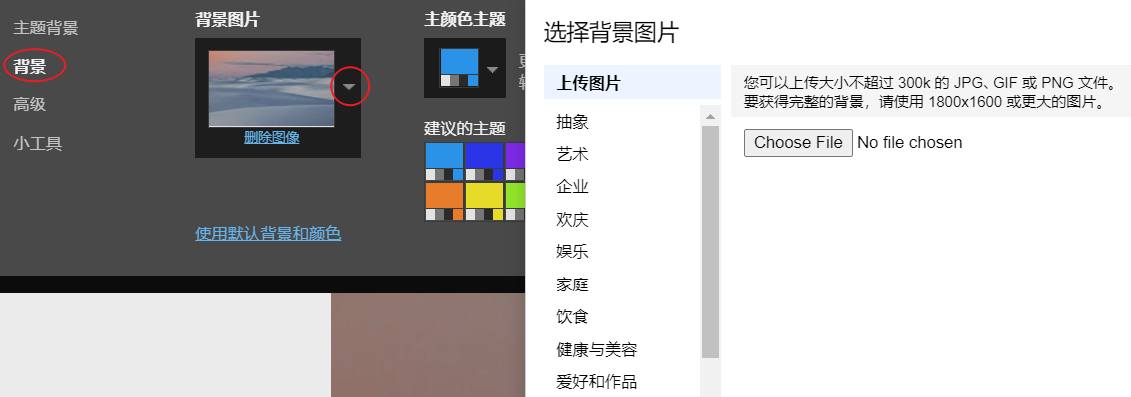 主题背景
背景
高级
小工具
背景图片
删除图像
使用默认背景和颜色
主颜色主题
建议的主题
选择背景图片
上传图片
抽象
艺术
企业
欢庆
娱乐
家庭
饮食
健康与美容
爱好和作品
您可以上传大小不超过 300k 的 JPG、GIF 或 PNG 文件。
要获得完整的背景，请使用 1800x1600 或更大的图片。
Choose File No file chosen